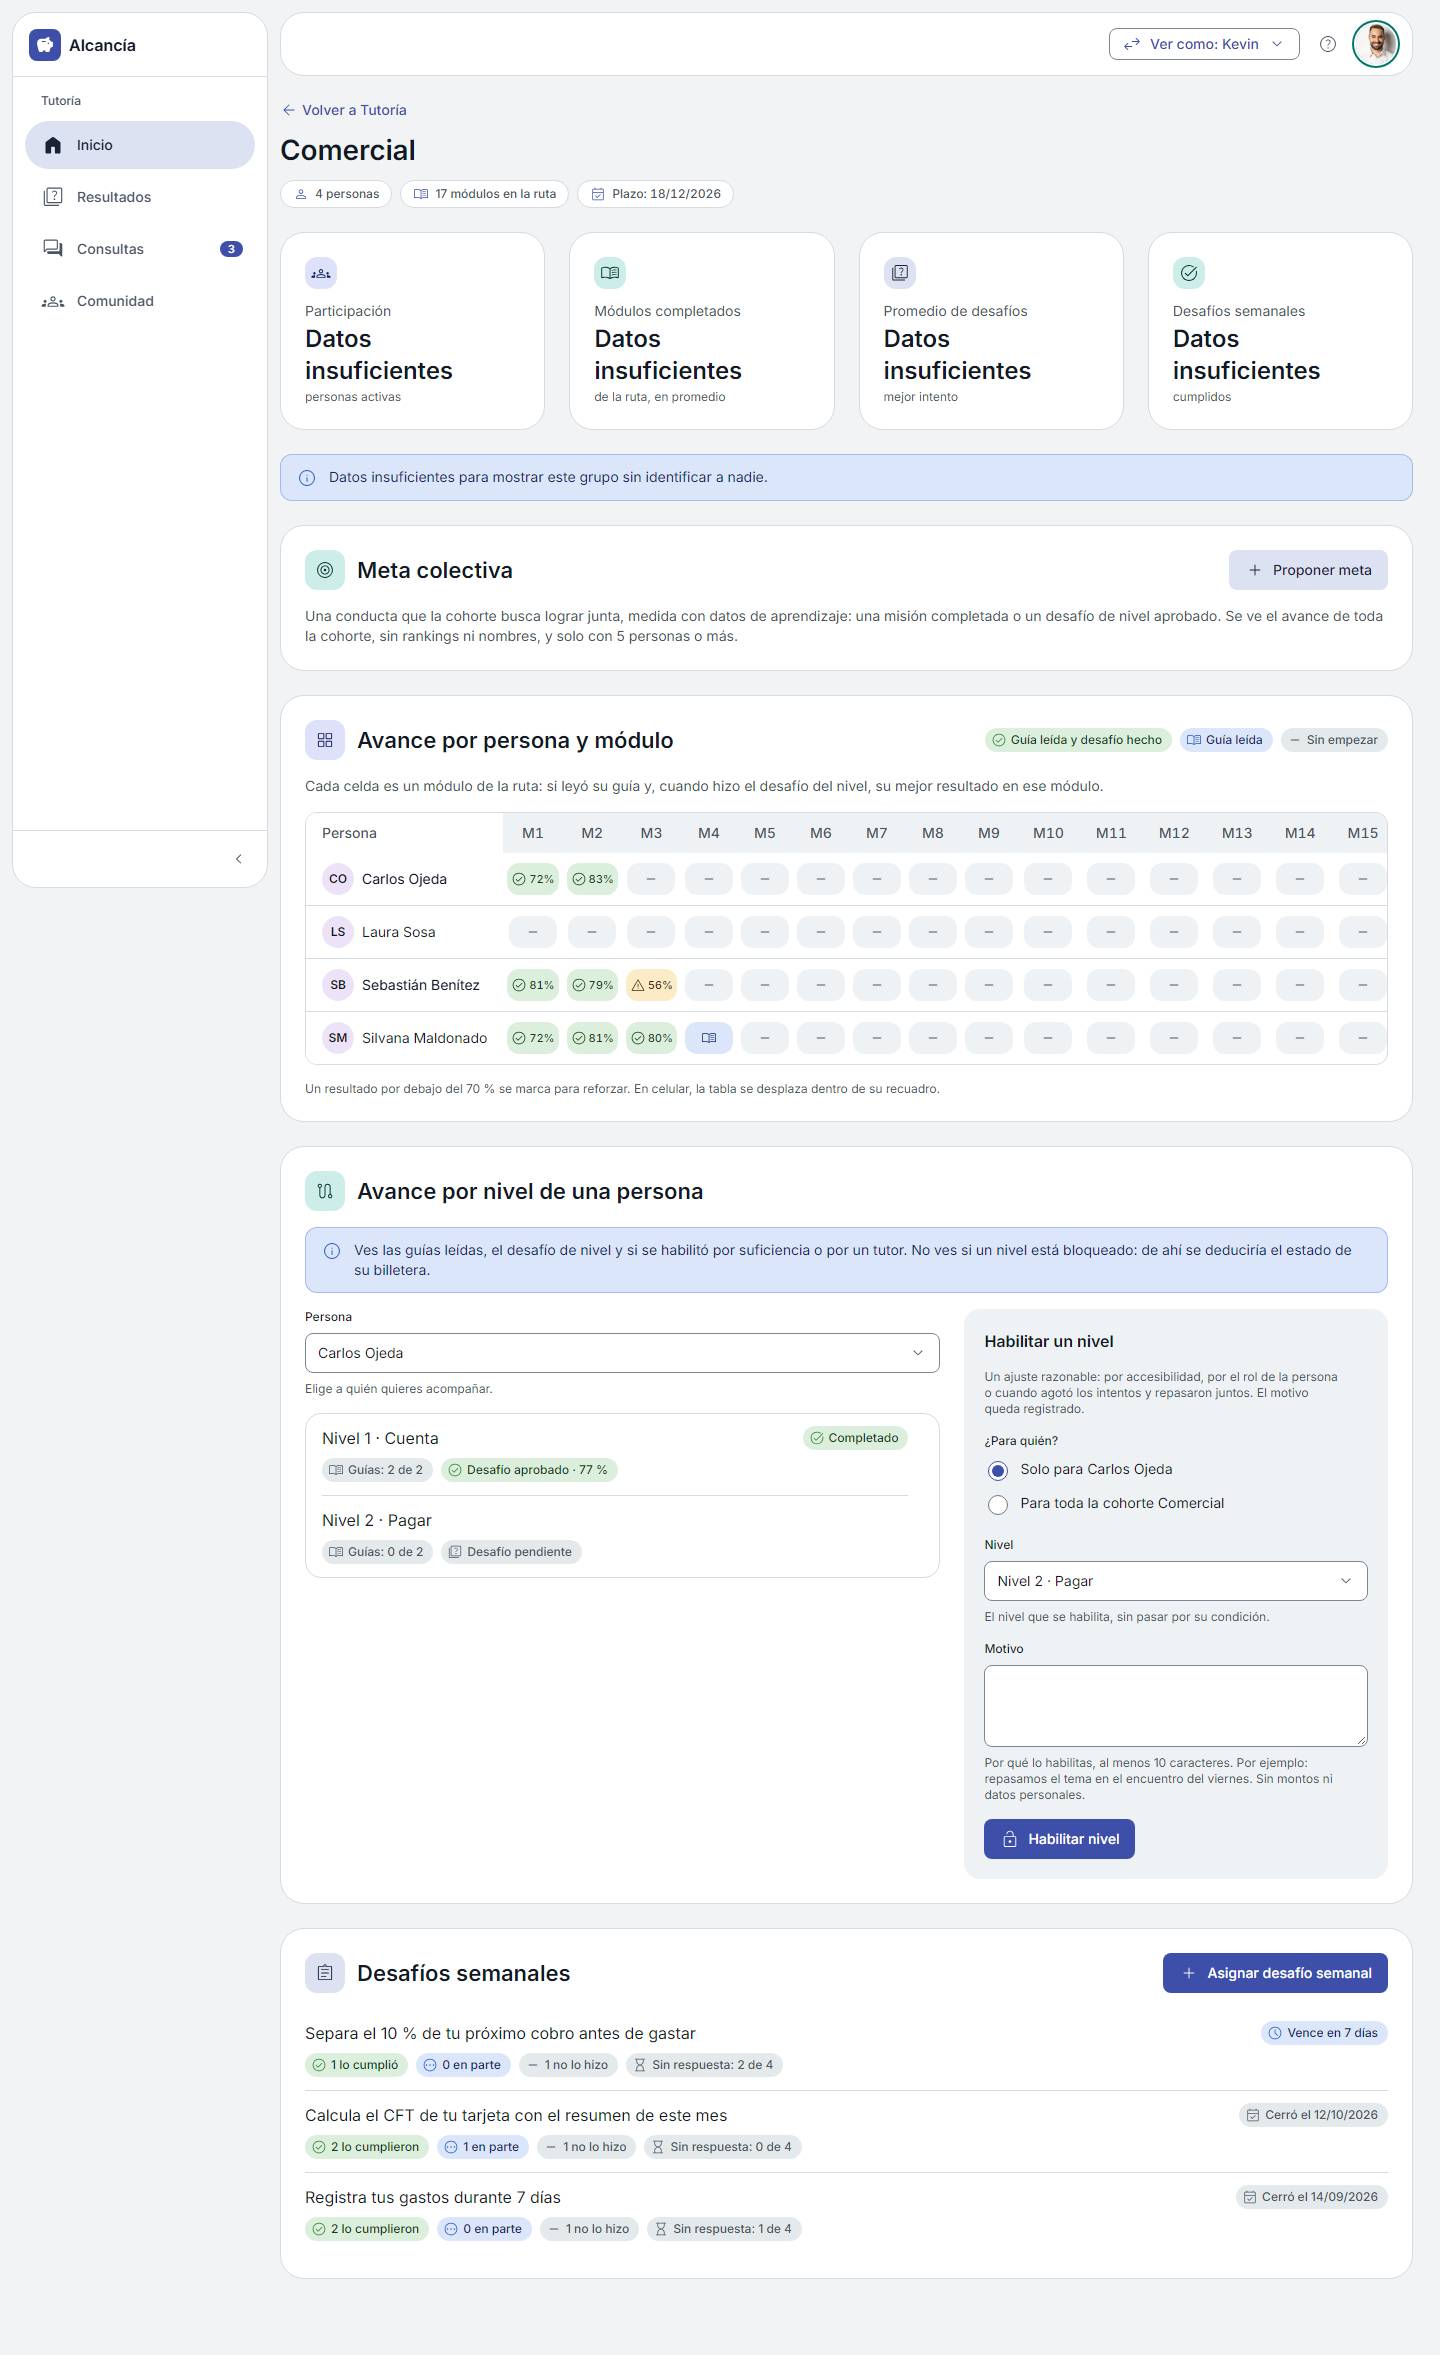 Alcancía
Ver como: Kevin
Tutoría
Inicio
Resultados
Consultas 3
Comunidad
Volver a Tutoría
Comercial
4 personas
17 módulos en la ruta
Plazo: 18/12/2026
Participación
Datos
insuficientes
personas activas
Módulos completados
Datos
insuficientes
de la ruta, en promedio
Promedio de desafíos
Datos
insuficientes
mejor intento
Desafíos semanales
Datos
insuficientes
cumplidos
Datos insuficientes para mostrar este grupo sin identificar a nadie.
Meta colectiva
Proponer meta
Una conducta que la cohorte busca lograr junta, medida con datos de aprendizaje: una misión completada o un desafío de nivel aprobado. Se ve el avance de toda
la cohorte, sin rankings ni nombres, y solo con 5 personas o más.
Avance por persona y módulo
Guía leída y desafío hecho
Guía leída
Sin empezar
Cada celda es un módulo de la ruta: si leyó su guía y, cuando hizo el desafío del nivel, su mejor resultado en ese módulo.
Persona M1 M2 M3 M4 M5 M6 M7 M8 M9 M10 M11 M12 M13 M14 M15
CO Carlos Ojeda 72% 83% – – – – – – – – – – – – –
LS Laura Sosa – – – – – – – – – – – – – – –
SB Sebastián Benítez 81% 79% 56% – – – – – – – – – – – –
SM Silvana Maldonado 72% 81% 80% – – – – – – – – – – –
Un resultado por debajo del 70 % se marca para reforzar. En celular, la tabla se desplaza dentro de su recuadro.
Avance por nivel de una persona
Ves las guías leídas, el desafío de nivel y si se habilitó por suficiencia o por un tutor. No ves si un nivel está bloqueado: de ahí se deduciría el estado de
su billetera.
Persona
Carlos Ojeda
Elige a quién quieres acompañar.
Nivel 1 · Cuenta
Completado
Guías: 2 de 2
Desafío aprobado · 77 %
Nivel 2 · Pagar
Guías: 0 de 2
Desafío pendiente
Habilitar un nivel
Un ajuste razonable: por accesibilidad, por el rol de la persona
o cuando agotó los intentos y repasaron juntos. El motivo
queda registrado.
¿Para quién?
Solo para Carlos Ojeda
Para toda la cohorte Comercial
Nivel
Nivel 2 · Pagar
El nivel que se habilita, sin pasar por su condición.
Motivo
Por qué lo habilitas, al menos 10 caracteres. Por ejemplo:
repasamos el tema en el encuentro del viernes. Sin montos ni
datos personales.
Habilitar nivel
Desafíos semanales
Asignar desafío semanal
Separa el 10 % de tu próximo cobro antes de gastar
Vence en 7 días
1 lo cumplió
0 en parte
– 1 no lo hizo
Sin respuesta: 2 de 4
Calcula el CFT de tu tarjeta con el resumen de este mes
Cerró el 12/10/2026
2 lo cumplieron
1 en parte
– 1 no lo hizo
Sin respuesta: 0 de 4
Registra tus gastos durante 7 días
Cerró el 14/09/2026
2 lo cumplieron
0 en parte
– 1 no lo hizo
Sin respuesta: 1 de 4